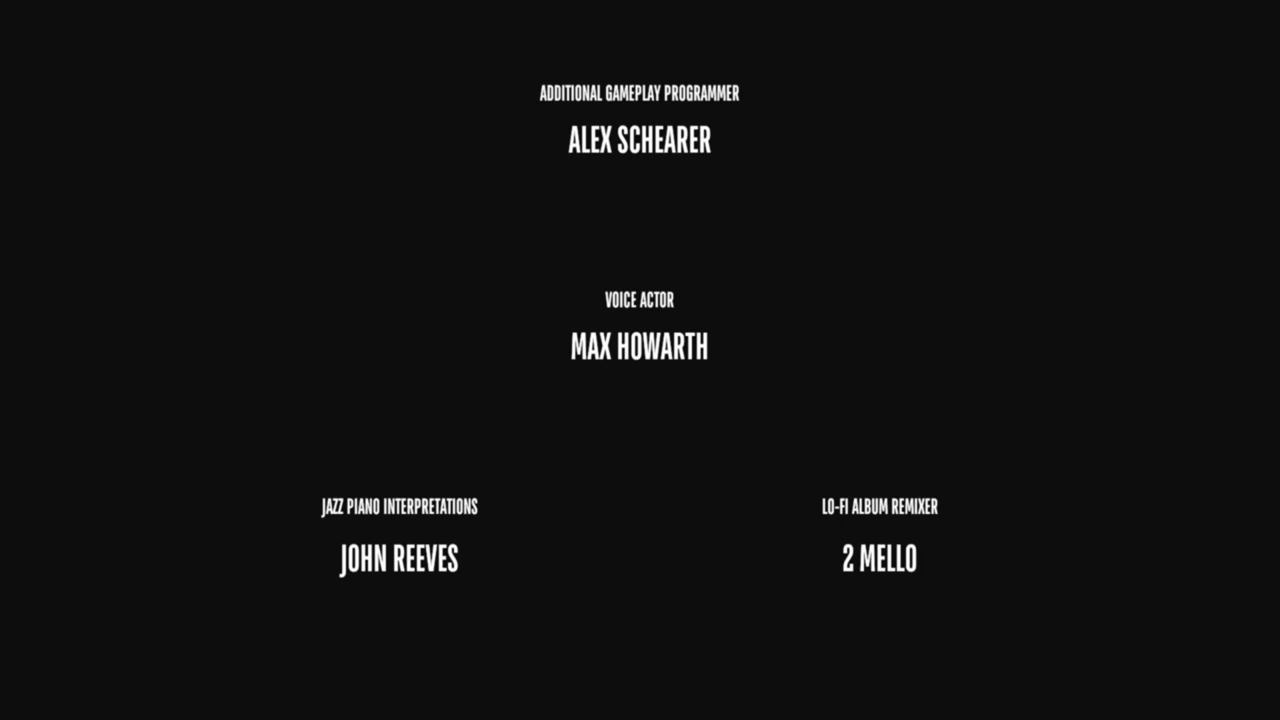 ADDITIONAL GAMEPLAY PROGRAMMER
ALEX SCHEARER
VOICE ACTOR
MAX HOWARTH
JAZZ PIANO INTERPRETATIONS
JOHN REEVES
LO-FI ALBUM REMIXER
2 MELLO